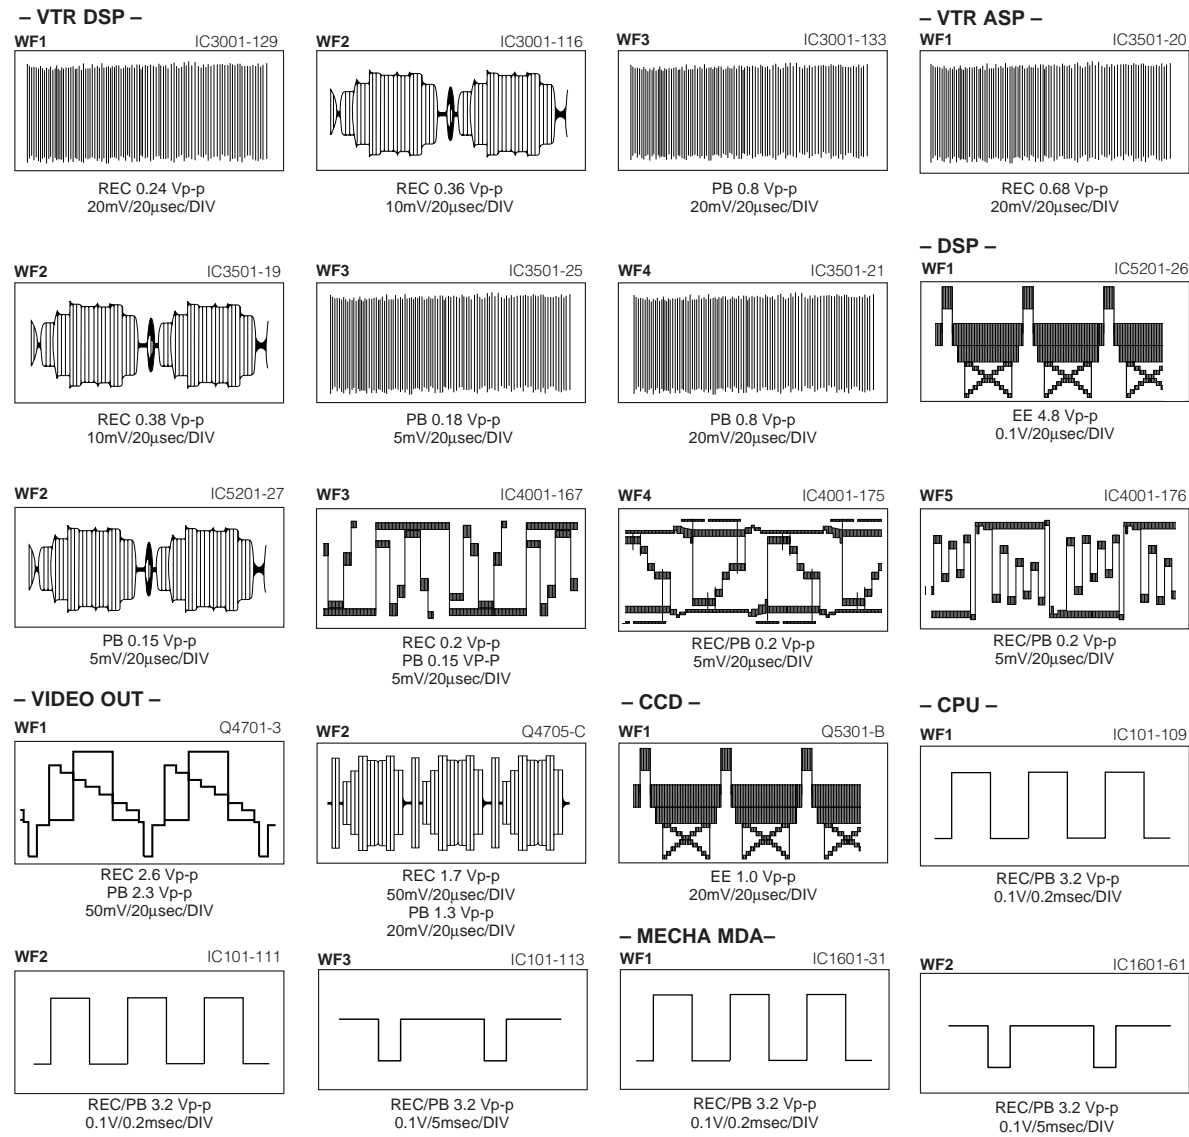 – VTR DSP –
– VTR ASP –
WF1 IC3001-129
WF2 IC3001-116
WF3 IC3001-133
WF1 IC3501-20
REC 0.24 Vp-p
20mV/20µsec/DIV
REC 0.36 Vp-p
10mV/20µsec/DIV
PB 0.8 Vp-p
20mV/20µsec/DIV
REC 0.68 Vp-p
20mV/20µsec/DIV
– DSP –
WF2 IC3501-19
WF3 IC3501-25
WF4 IC3501-21
WF1 IC5201-26
REC 0.38 Vp-p
10mV/20µsec/DIV
PB 0.18 Vp-p
5mV/20µsec/DIV
PB 0.8 Vp-p
20mV/20µsec/DIV
EE 4.8 Vp-p
0.1V/20µsec/DIV
WF2 IC5201-27
WF3 IC4001-167
WF4 IC4001-175
WF5 IC4001-176
PB 0.15 Vp-p
5mV/20µsec/DIV
REC 0.2 Vp-p
PB 0.15 VP-P
5mV/20µsec/DIV
REC/PB 0.2 Vp-p
5mV/20µsec/DIV
REC/PB 0.2 Vp-p
5mV/20µsec/DIV
– VIDEO OUT –
– CCD –
– CPU –
WF1 Q4701-3
WF2 Q4705-C
WF1 Q5301-B
WF1 IC101-109
REC 2.6 Vp-p
PB 2.3 Vp-p
50mV/20µsec/DIV
REC 1.7 Vp-p
50mV/20µsec/DIV
PB 1.3 Vp-p
20mV/20µsec/DIV
EE 1.0 Vp-p
20mV/20µsec/DIV
REC/PB 3.2 Vp-p
0.1V/0.2msec/DIV
– MECHA MDA–
WF2 IC101-111
WF3 IC101-113
WF1 IC1601-31
WF2 IC1601-61
REC/PB 3.2 Vp-p
0.1V/0.2msec/DIV
REC/PB 3.2 Vp-p
0.1V/5msec/DIV
REC/PB 3.2 Vp-p
0.1V/0.2msec/DIV
REC/PB 3.2 Vp-p
0.1V/5msec/DIV